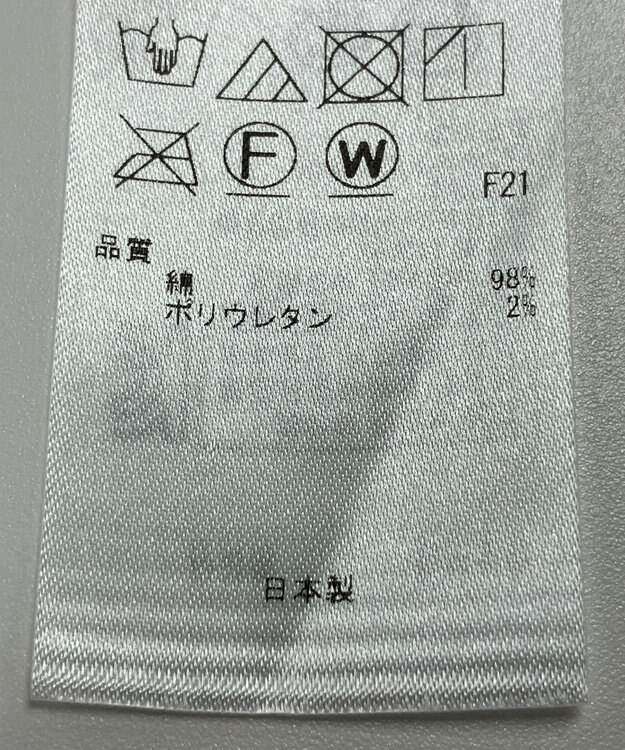 F W F21
品質
綿 98%
ポリウレタン 2%
日本製